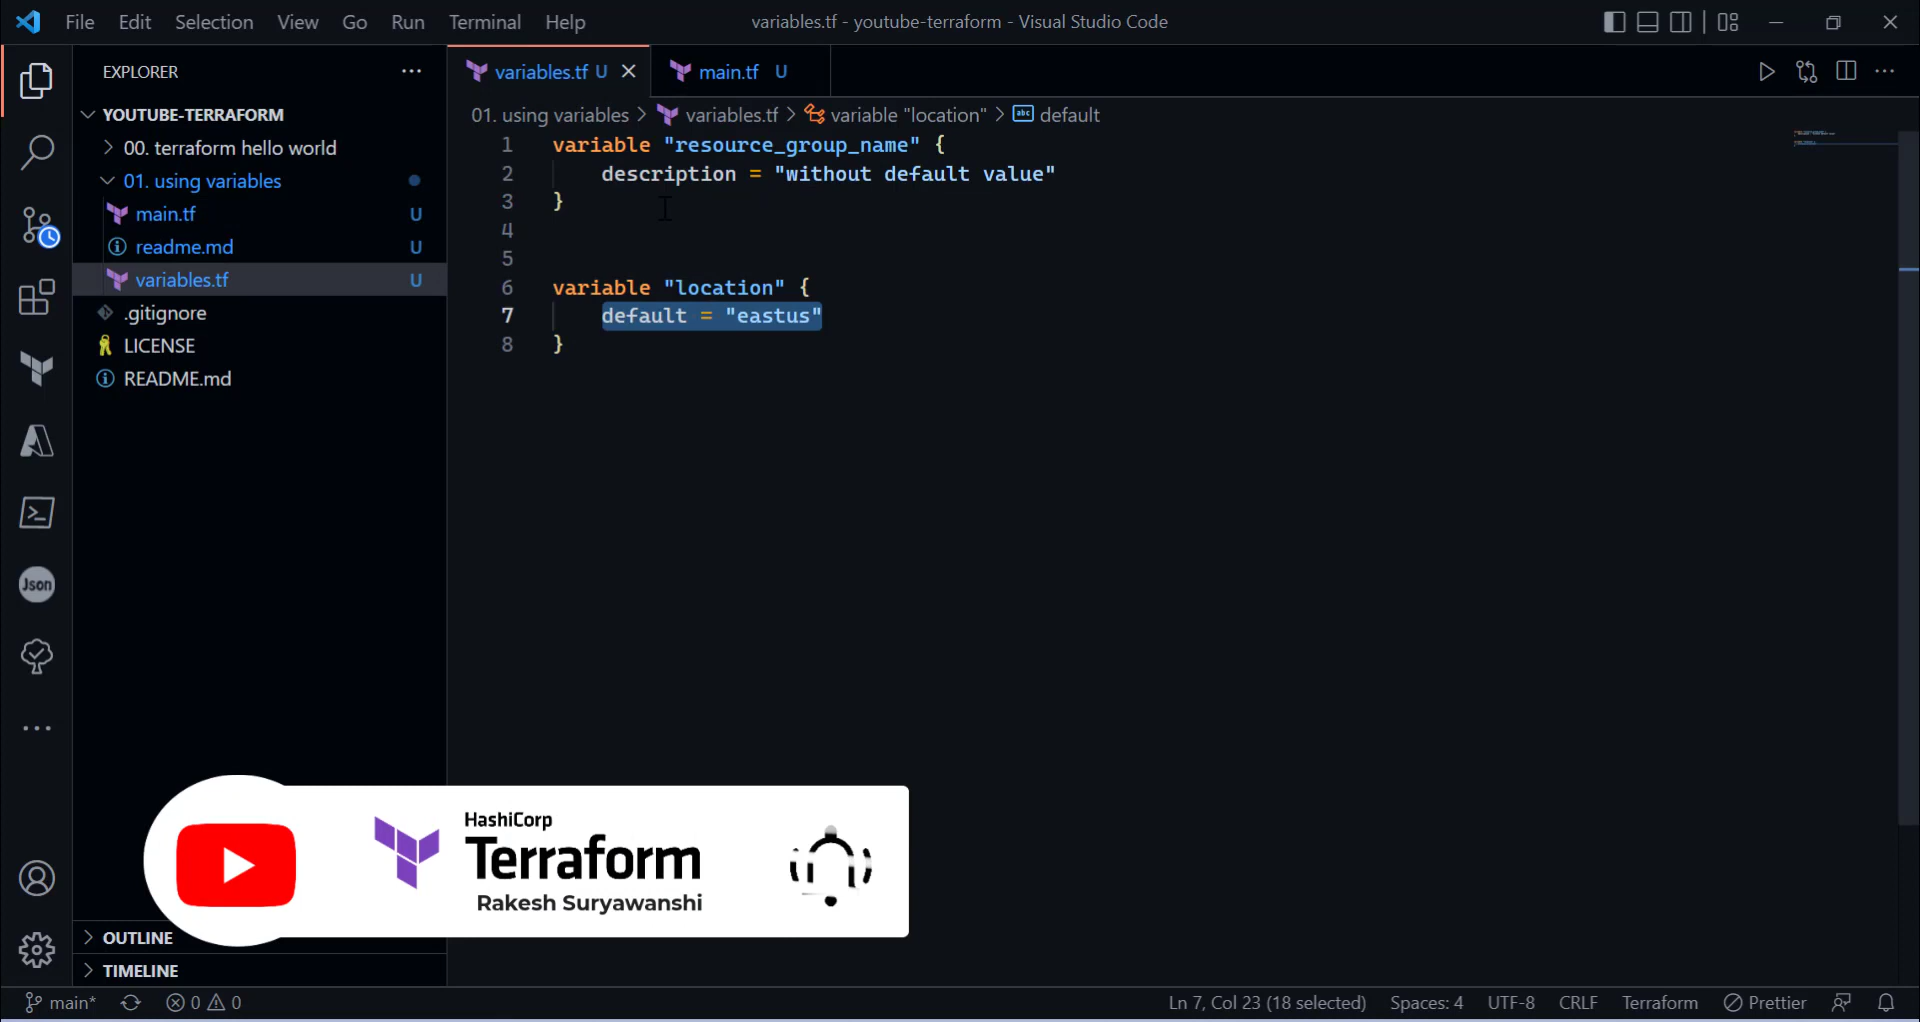 File Edit Selection View Go Run Terminal Help
variables.tf - youtube-terraform - Visual Studio Code
EXPLORER
YOUTUBE-TERRAFORM
00. terraform hello world
01. using variables
main.tf U
readme.md U
variables.tf U
.gitignore
LICENSE
README.md
Json
OUTLINE
TIMELINE
variables.tf U
main.tf U
01. using variables > variables.tf > variable "location" > abc default
1 variable "resource_group_name" {
2 description = "without default value"
3 }
4
5
6 variable "location" {
7 default = "eastus"
8 }
HashiCorp
Terraform
Rakesh Suryawanshi
main* 0 0
Ln 7, Col 23 (18 selected) Spaces: 4 UTF-8 CRLF Terraform Prettier